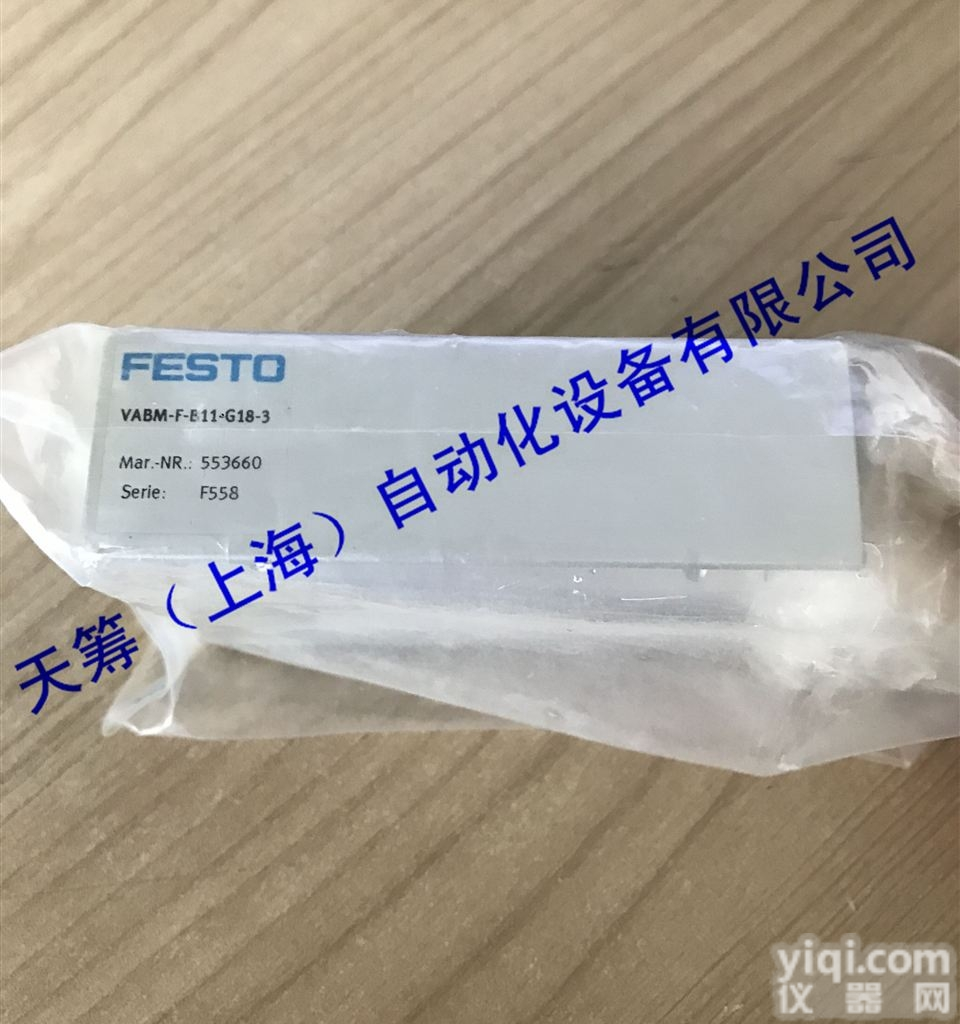 FESTO
VABM-F-B11-G18-3
Mar.-NR.: 553660
Serie: F558
天筹（上海）自动化设备有限公司
yiqi.com
仪器网